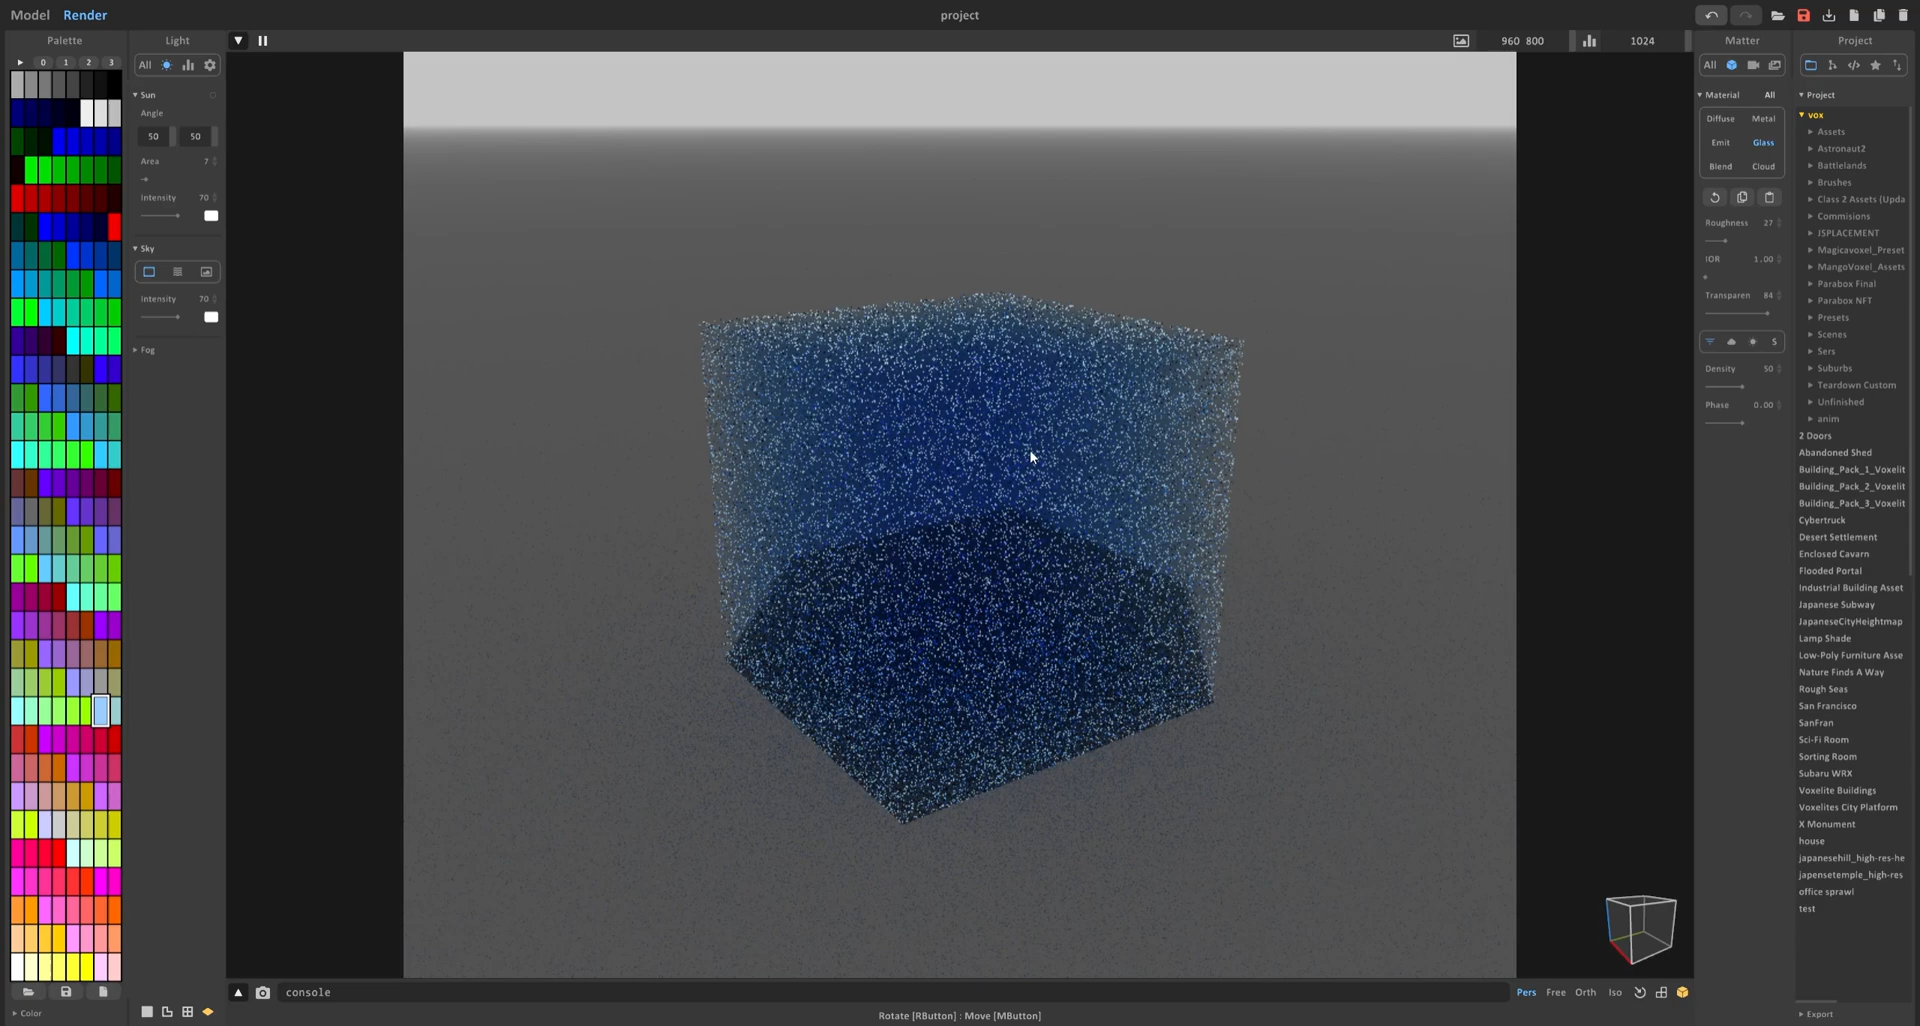 Model Render
project
Palette
Light
960 800
1024
Matter
Project
0 1 2 3
All
All
Sun
Angle
50 50
Area 7
Intensity 70
Sky
Intensity 70
Fog
Material All
Diffuse Metal
Emit Glass
Blend Cloud
Roughness 27
IOR 1.00
Transparen 84
S
Density 50
Phase 0.00
Project
vox
Assets
Astronaut2
Battlelands
Brushes
Class 2 Assets (Upda
Commisions
JSPLACEMENT
Magicavoxel_Preset
MangoVoxel_Assets
Parabox Final
Parabox NFT
Presets
Scenes
Sers
Suburbs
Teardown Custom
Unfinished
anim
2 Doors
Abandoned Shed
Building_Pack_1_Voxelit
Building_Pack_2_Voxelit
Building_Pack_3_Voxelit
Cybertruck
Desert Settlement
Enclosed Cavarn
Flooded Portal
Industrial Building Asset
Japanese Subway
JapaneseCityHeightmap
Lamp Shade
Low-Poly Furniture Asse
Nature Finds A Way
Rough Seas
San Francisco
SanFran
Sci-Fi Room
Sorting Room
Subaru WRX
Voxelite Buildings
Voxelites City Platform
X Monument
house
japanesehill_high-res-he
japensetemple_high-res
office sprawl
test
console
Pers Free Orth Iso
Color
Rotate [RButton] : Move [MButton]
Export